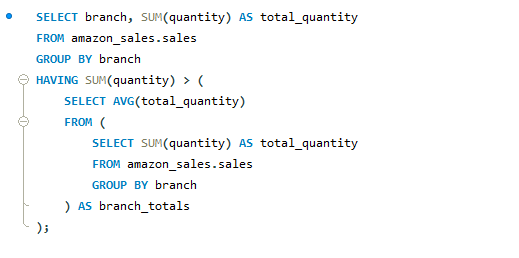 SELECT branch, SUM(quantity) AS total_quantity
FROM amazon_sales.sales
GROUP BY branch
HAVING SUM(quantity) > (
    SELECT AVG(total_quantity)
    FROM (
        SELECT SUM(quantity) AS total_quantity
        FROM amazon_sales.sales
        GROUP BY branch
    ) AS branch_totals
);